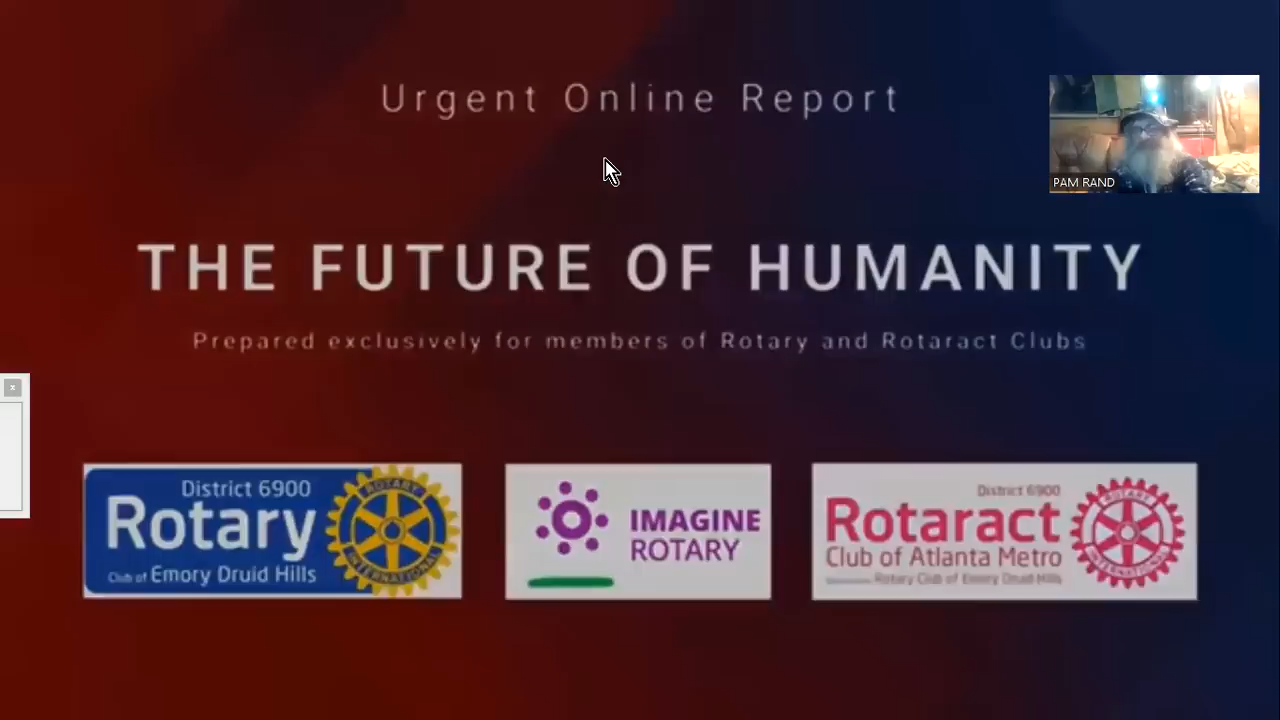 Urgent Online Report
PAM RAND
THE FUTURE OF HUMANITY
Prepared exclusively for members of Rotary and Rotaract Clubs
x
District 6900
Rotary
Club of Emory Druid Hills
ROTARY
INTERNATIONAL
IMAGINE
ROTARY
District 6900
Rotaract
Club of Atlanta Metro
Rotary Club of Emory Druid Hills
ROTARY
INTERNATIONAL